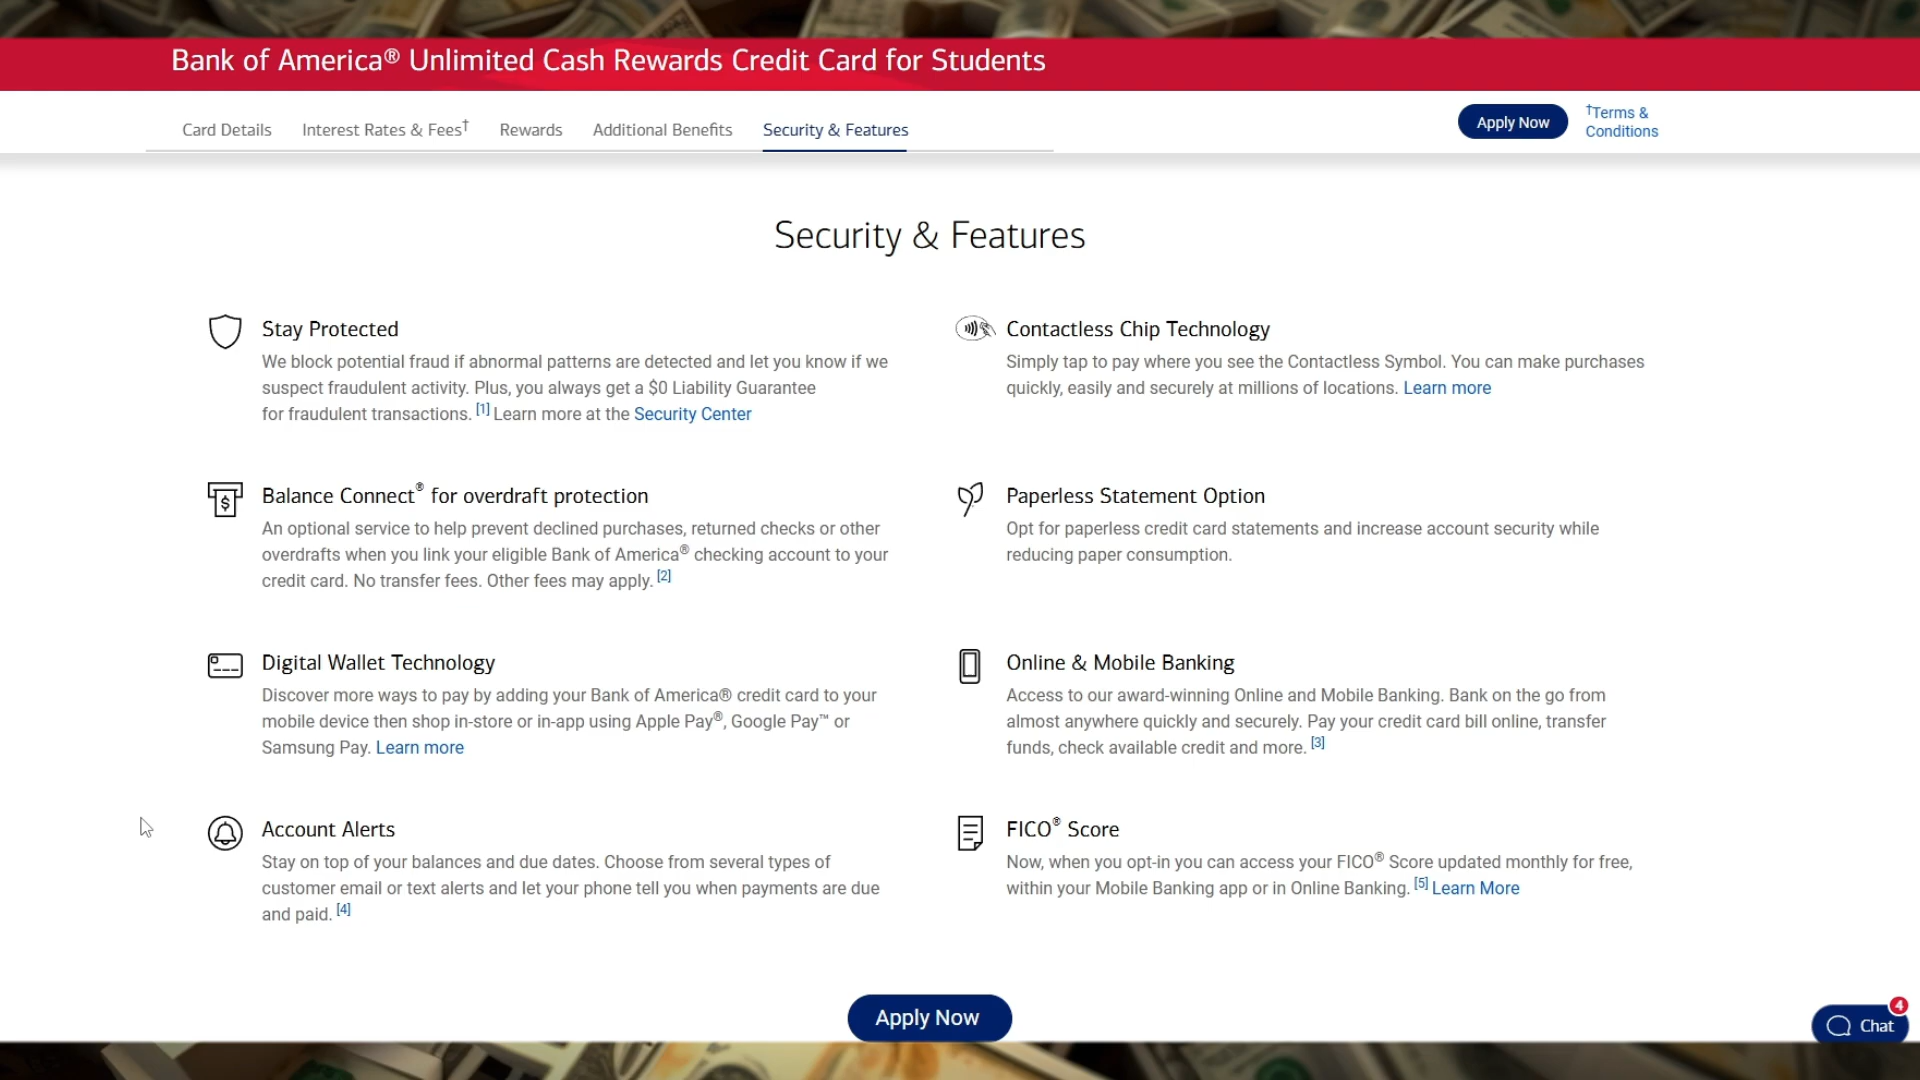 Bank of America® Unlimited Cash Rewards Credit Card for Students
Card Details
Interest Rates & Fees†
Rewards
Additional Benefits
Security & Features
Apply Now
†Terms &
Conditions
Security & Features
Stay Protected
We block potential fraud if abnormal patterns are detected and let you know if we
suspect fraudulent activity. Plus, you always get a $0 Liability Guarantee
for fraudulent transactions. [1] Learn more at the Security Center
Contactless Chip Technology
Simply tap to pay where you see the Contactless Symbol. You can make purchases
quickly, easily and securely at millions of locations. Learn more
Balance Connect® for overdraft protection
An optional service to help prevent declined purchases, returned checks or other
overdrafts when you link your eligible Bank of America® checking account to your
credit card. No transfer fees. Other fees may apply. [2]
Paperless Statement Option
Opt for paperless credit card statements and increase account security while
reducing paper consumption.
Digital Wallet Technology
Discover more ways to pay by adding your Bank of America® credit card to your
mobile device then shop in-store or in-app using Apple Pay®, Google Pay™ or
Samsung Pay. Learn more
Online & Mobile Banking
Access to our award-winning Online and Mobile Banking. Bank on the go from
almost anywhere quickly and securely. Pay your credit card bill online, transfer
funds, check available credit and more. [3]
Account Alerts
Stay on top of your balances and due dates. Choose from several types of
customer email or text alerts and let your phone tell you when payments are due
and paid. [4]
FICO® Score
Now, when you opt-in you can access your FICO® Score updated monthly for free,
within your Mobile Banking app or in Online Banking. [5] Learn More
Apply Now
4
Chat